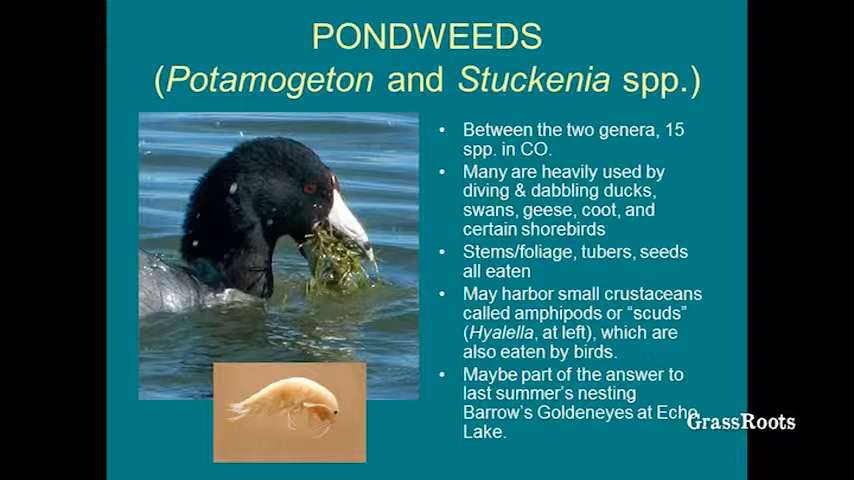 PONDWEEDS
(Potamogeton and Stuckenia spp.)
• Between the two genera, 15
spp. in CO.
• Many are heavily used by
diving & dabbling ducks,
swans, geese, coot, and
certain shorebirds
• Stems/foliage, tubers, seeds
all eaten
• May harbor small crustaceans
called amphipods or “scuds”
(Hyalella, at left), which are
also eaten by birds.
• Maybe part of the answer to
last summer’s nesting
Barrow’s Goldeneyes at Echo
Lake.
GrassRoots